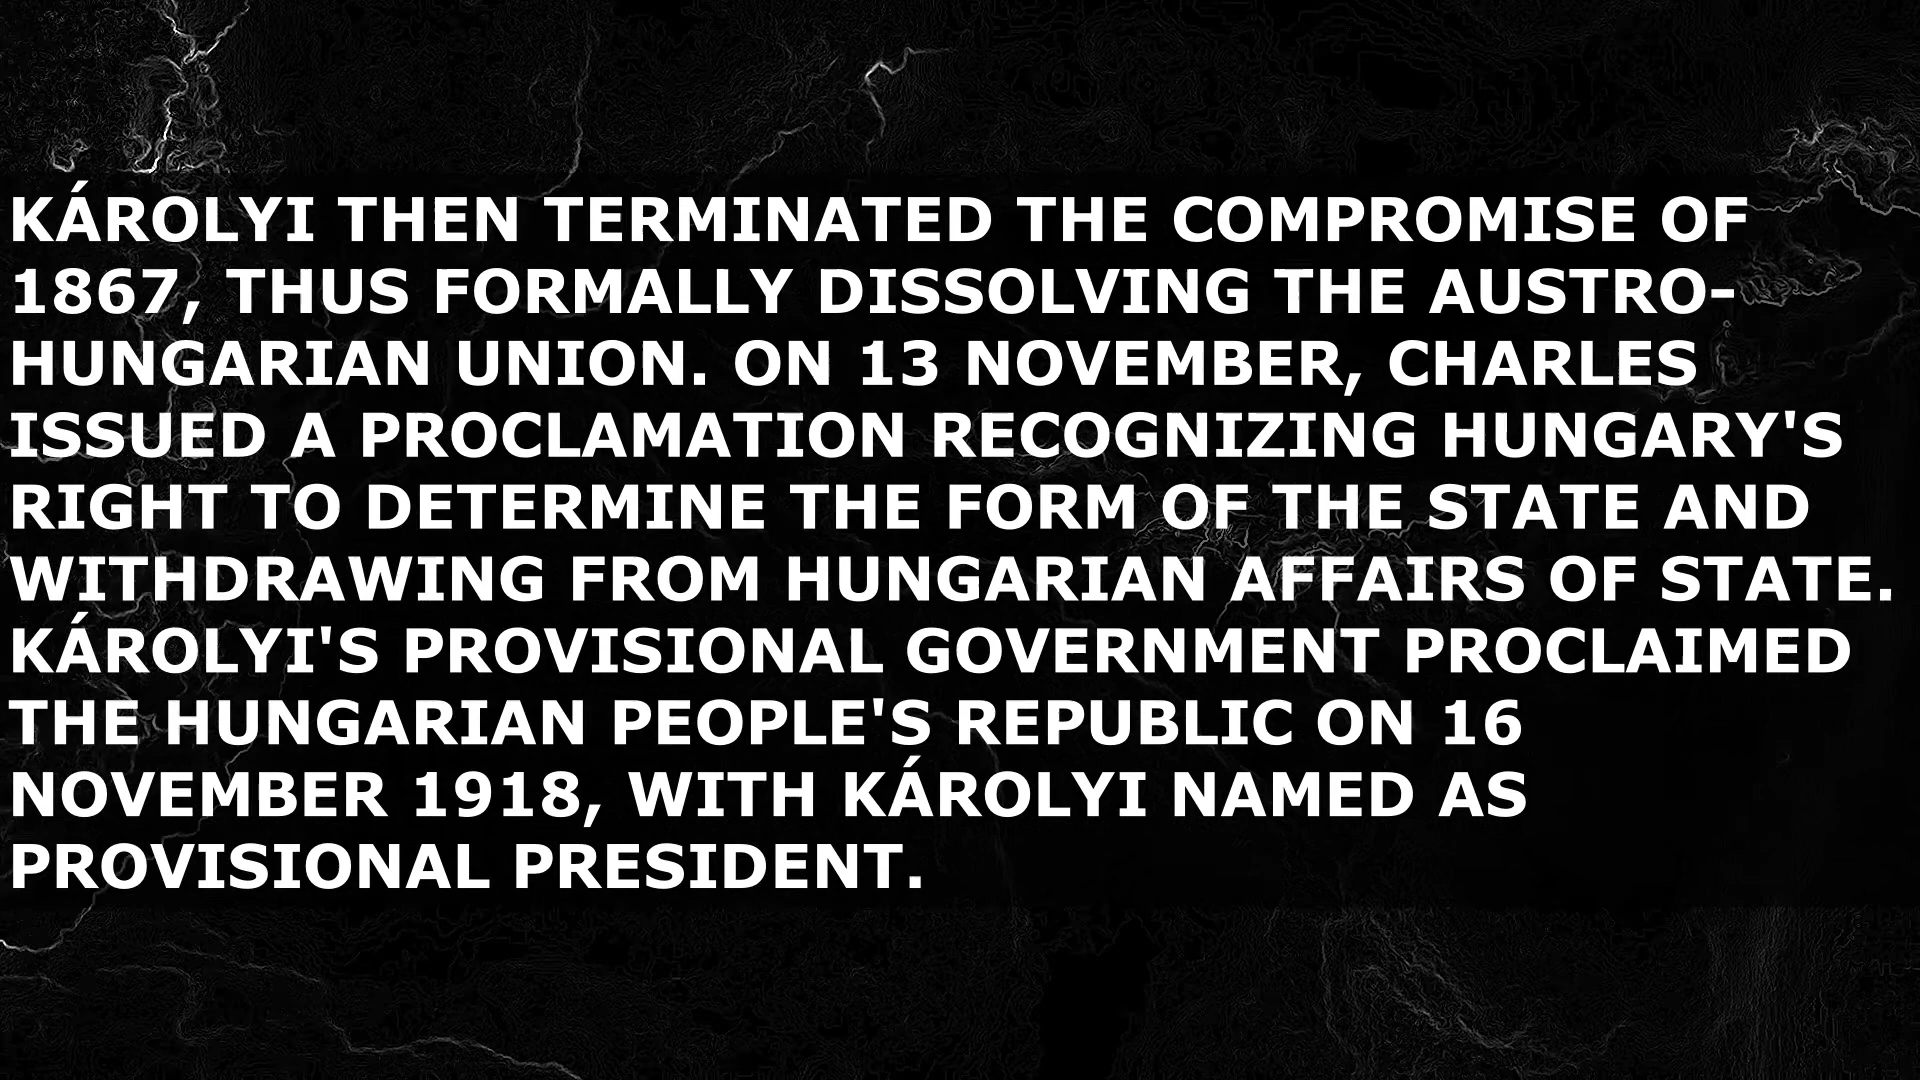 KÁROLYI THEN TERMINATED THE COMPROMISE OF
1867, THUS FORMALLY DISSOLVING THE AUSTRO-
HUNGARIAN UNION. ON 13 NOVEMBER, CHARLES
ISSUED A PROCLAMATION RECOGNIZING HUNGARY'S
RIGHT TO DETERMINE THE FORM OF THE STATE AND
WITHDRAWING FROM HUNGARIAN AFFAIRS OF STATE.
KÁROLYI'S PROVISIONAL GOVERNMENT PROCLAIMED
THE HUNGARIAN PEOPLE'S REPUBLIC ON 16
NOVEMBER 1918, WITH KÁROLYI NAMED AS
PROVISIONAL PRESIDENT.